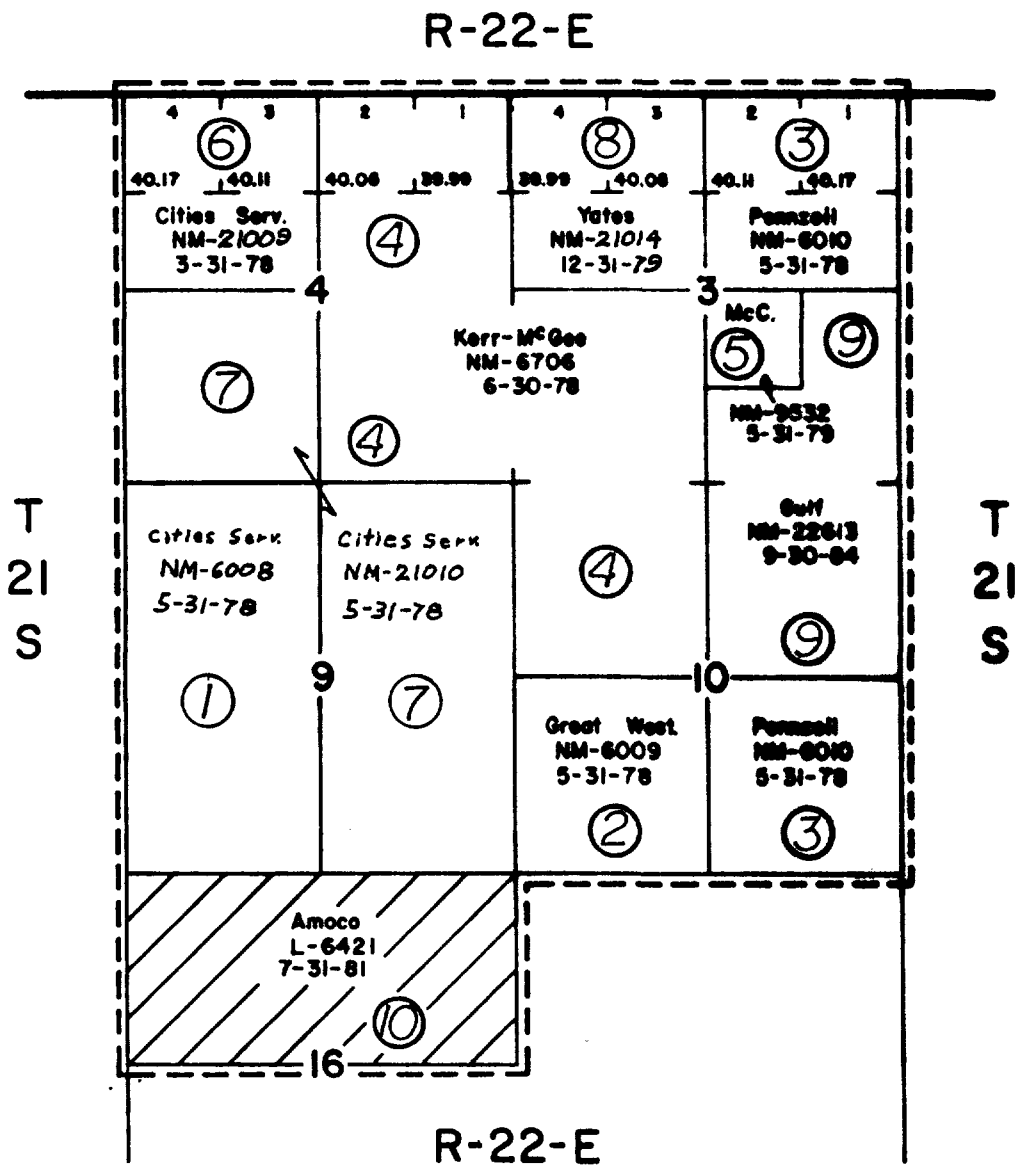 R-22-E
4 3 2 1 4 3 2 1
6 8 3
40.17 40.11 40.06 39.99 39.99 40.06 40.11 40.17
Cities Serv.
NM-21009
3-31-78
4
Yates
NM-21014
12-31-79
Pennzoil
NM-6010
5-31-78
4
3
McC.
5
9
Kerr-McGee
NM-6706
6-30-78
7
4
NM-9532
5-31-79
T
21
S
Cities Serv.
NM-6008
5-31-78
Cities Serv
NM-21010
5-31-78
4
Gulf
NM-22613
9-30-84
9
T
21
S
1
9
7
10
Great West.
NM-6009
5-31-78
2
Pennzoil
NM-6010
5-31-78
3
Amoco
L-6421
7-31-81
10
16
R-22-E